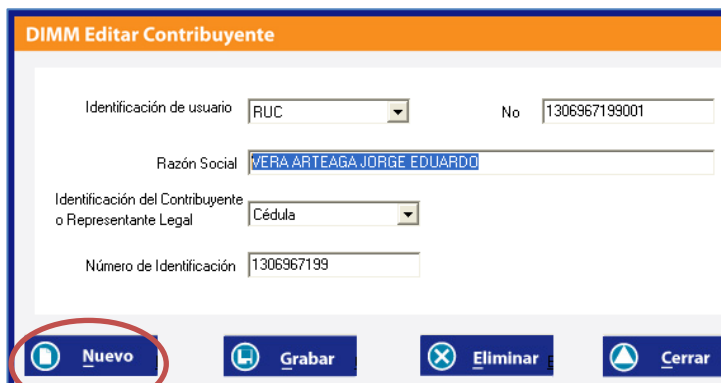 DIMM Editar Contribuyente
Identificación de usuario RUC No 1306967199001
Razón Social VERA ARTEAGA JORGE EDUARDO
Identificación del Contribuyente
o Representante Legal Cédula
Número de Identificación 1306967199
Nuevo Grabar Eliminar Cerrar